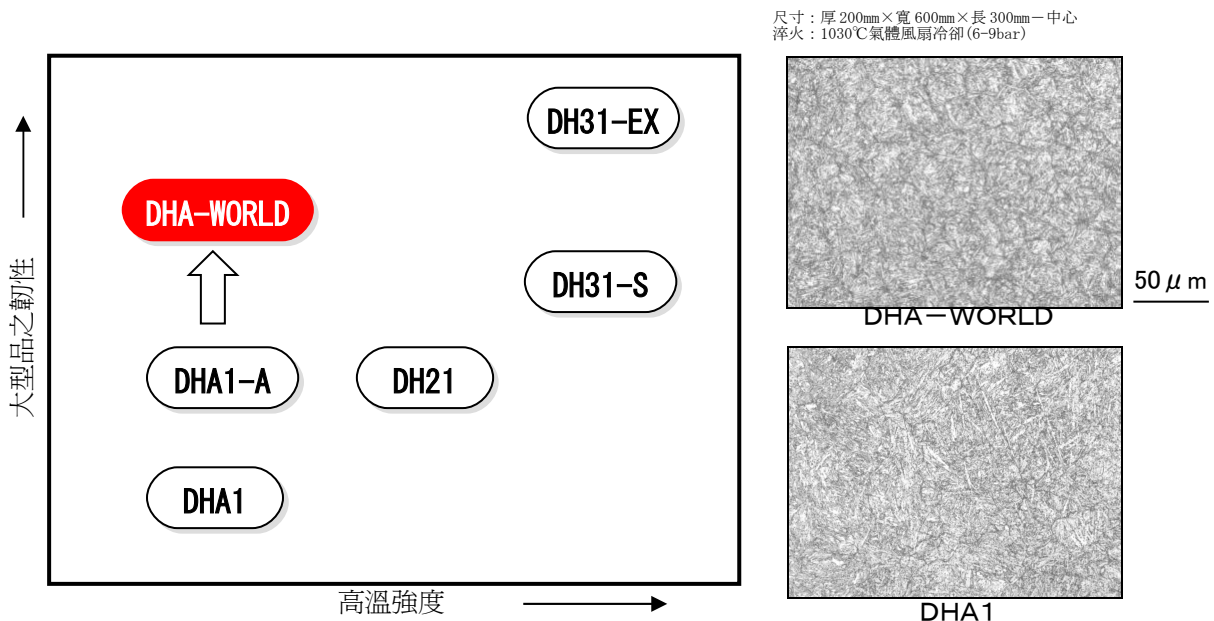 尺寸：厚200mm×寬600mm×長300mm－中心
淬火：1030℃氣體風扇冷卻(6-9bar)
DH31-EX
DHA-WORLD
DH31-S
DHA1-A
DH21
DHA1
大型品之韌性
高溫強度
50μm
DHA－WORLD
DHA1